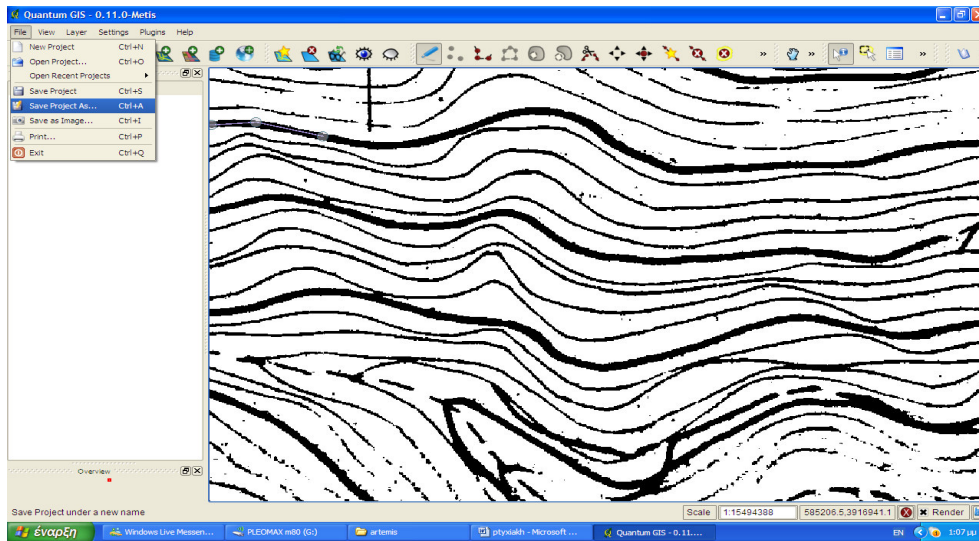 Quantum GIS - 0.11.0-Metis
File View Layer Settings Plugins Help
New Project Ctrl+N
Open Project... Ctrl+O
Open Recent Projects
Save Project Ctrl+S
Save Project As... Ctrl+A
Save as Image... Ctrl+I
Print... Ctrl+P
Exit Ctrl+Q
Overview
Save Project under a new name
Scale 1:15494388 585206.5,3916941.1 Render
έναρξη Windows Live Messen... PLEOMAX m80 (G:) artemis ptyxiakh - Microsoft ... Quantum GIS - 0.11.... EN 1:07 μμ